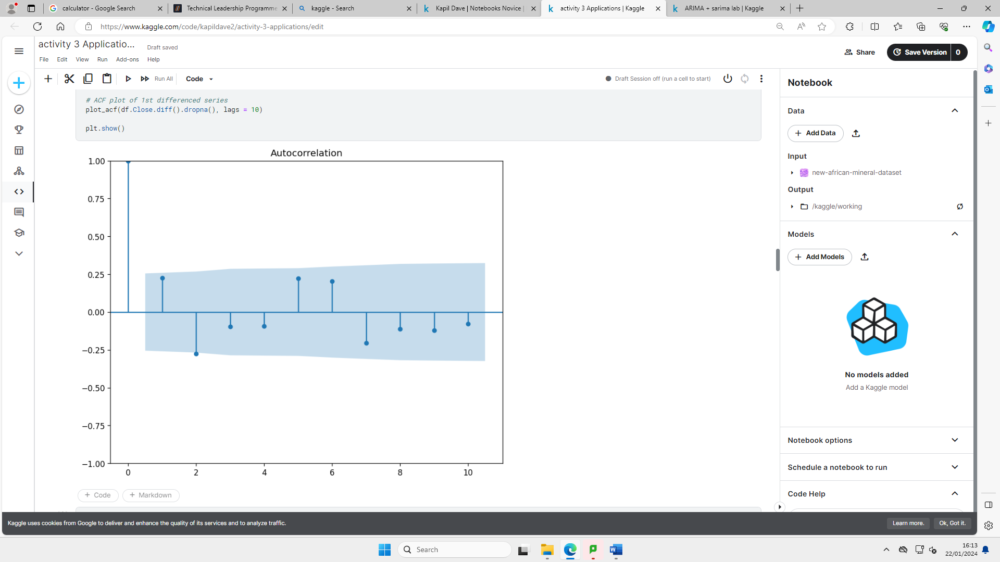 calculator - Google Search
Technical Leadership Programme
kaggle - Search
Kapil Dave | Notebooks Novice |
activity 3 Applications | Kaggle
ARIMA + sarima lab | Kaggle
https://www.kaggle.com/code/kapildave2/activity-3-applications/edit
activity 3 Applicatio...
Draft saved
Share
Save Version
0
File
Edit
View
Run
Add-ons
Help
Run All
Code
Draft Session off (run a cell to start)
# ACF plot of 1st differenced series
plot_acf(df.Close.diff().dropna(), lags = 10)
plt.show()
Autocorrelation
1.00
0.75
0.50
0.25
0.00
−0.25
−0.50
−0.75
−1.00
0
2
4
6
8
10
+ Code
+ Markdown
Notebook
Data
+ Add Data
Input
new-african-mineral-dataset
Output
/kaggle/working
Models
+ Add Models
No models added
Add a Kaggle model
Notebook options
Schedule a notebook to run
Code Help
Kaggle uses cookies from Google to deliver and enhance the quality of its services and to analyze traffic.
Learn more.
Ok, Got it.
Search
16:13
22/01/2024